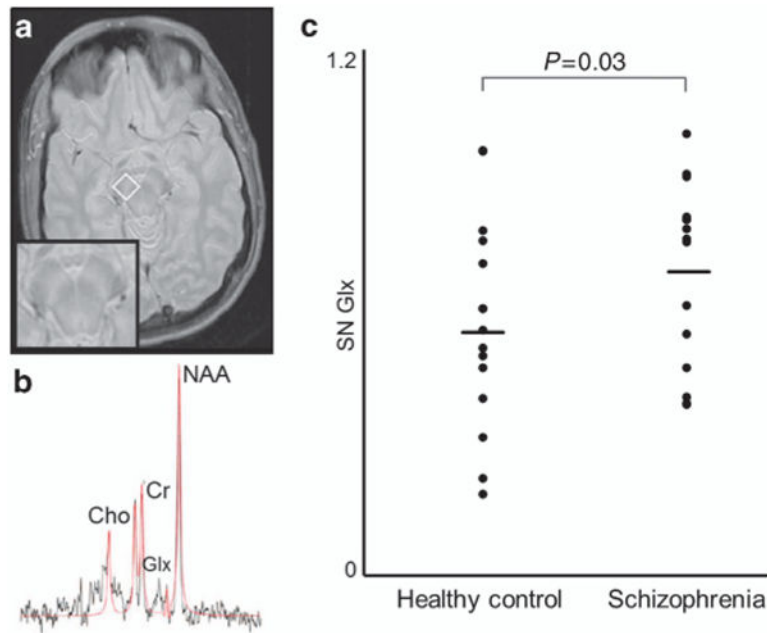 a
b
NAA
Cr
Cho
Glx
c
1.2
P=0.03
SN Glx
0
Healthy control
Schizophrenia